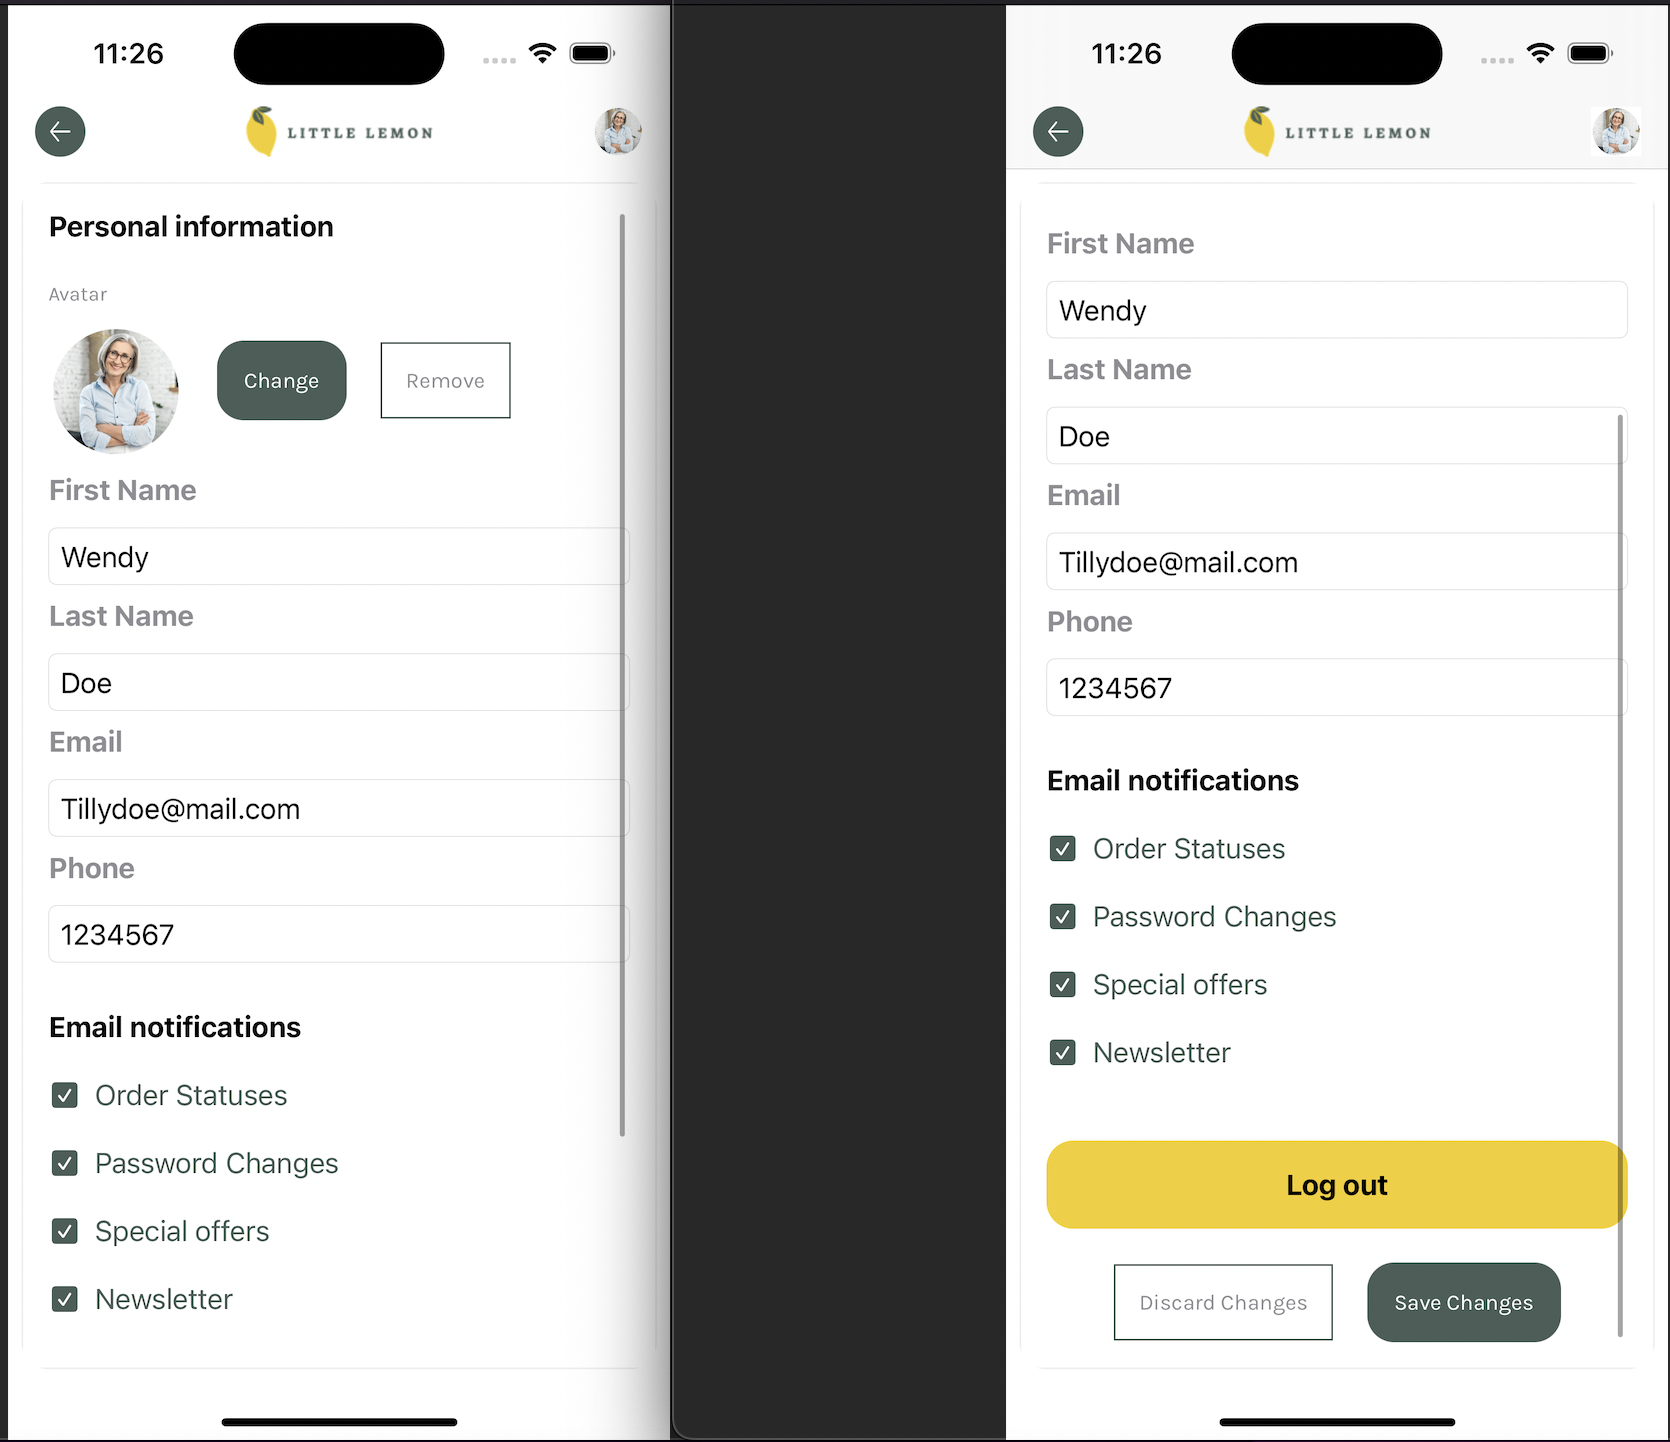 11:26
LITTLE LEMON
Personal information
Avatar
Change
Remove
First Name
Wendy
Last Name
Doe
Email
Tillydoe@mail.com
Phone
1234567
Email notifications
Order Statuses
Password Changes
Special offers
Newsletter
11:26
LITTLE LEMON
First Name
Wendy
Last Name
Doe
Email
Tillydoe@mail.com
Phone
1234567
Email notifications
Order Statuses
Password Changes
Special offers
Newsletter
Log out
Discard Changes
Save Changes